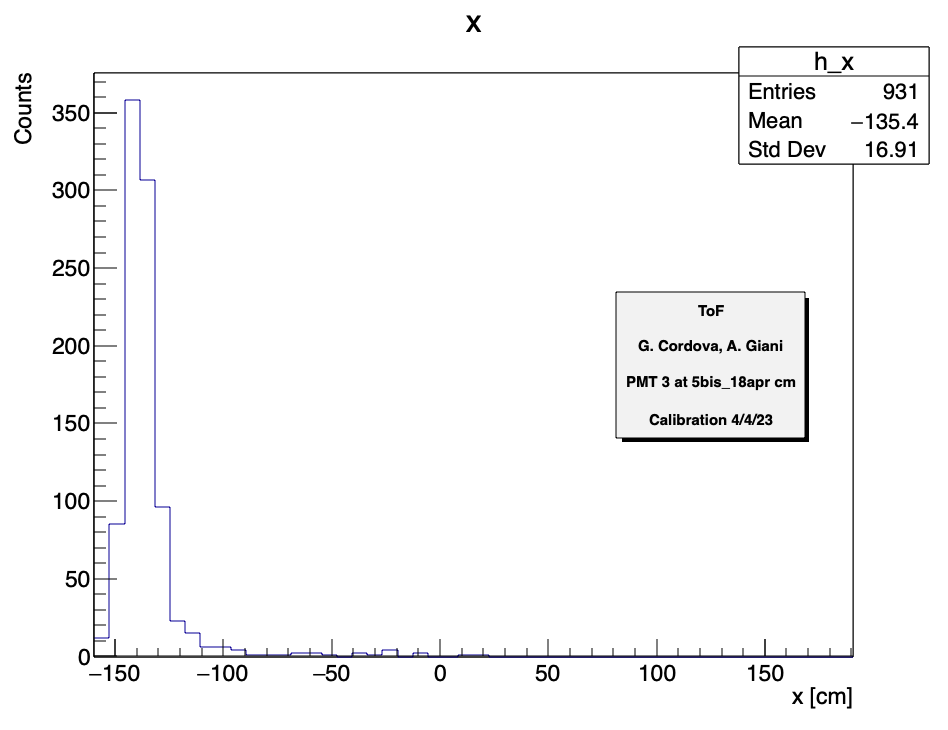 x
h_x
Entries 931
Mean −135.4
Std Dev 16.91
Counts
350
300
250
200
150
100
50
0
ToF
G. Cordova, A. Giani
PMT 3 at 5bis_18apr cm
Calibration 4/4/23
−150 −100 −50 0 50 100 150
x [cm]